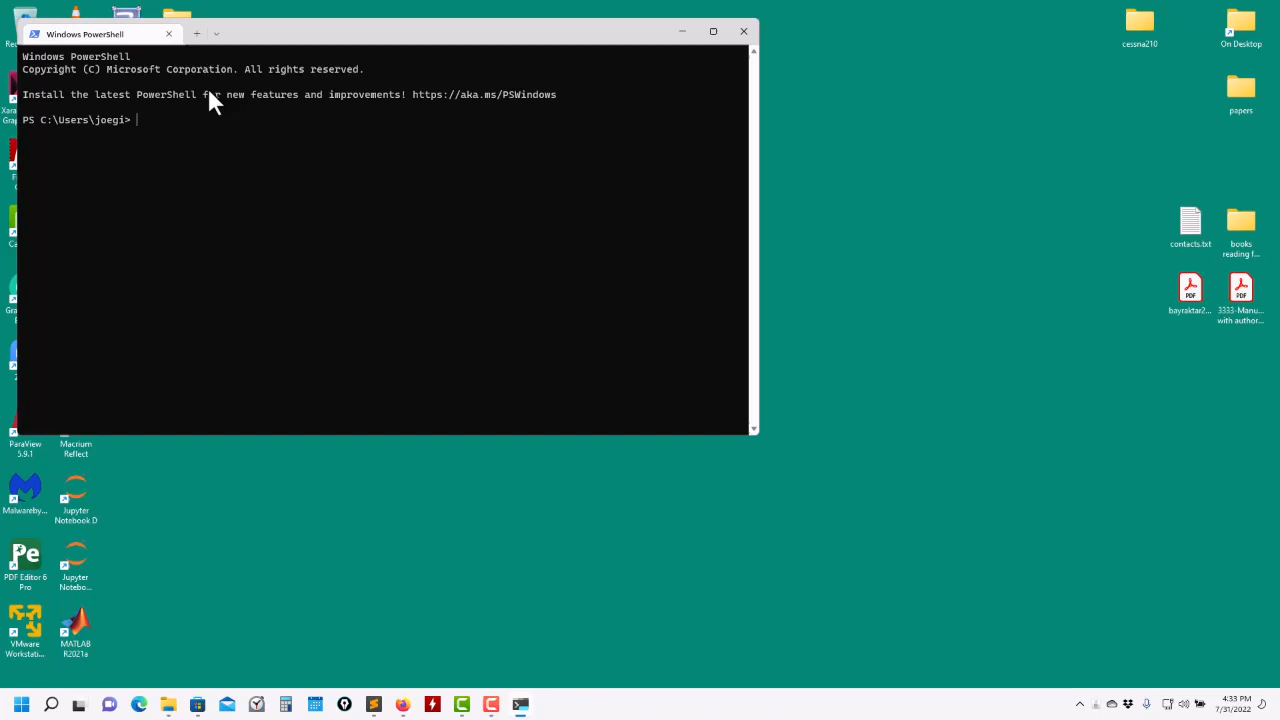 Windows PowerShell
Windows PowerShell
Copyright (C) Microsoft Corporation. All rights reserved.
Install the latest PowerShell for new features and improvements! https://aka.ms/PSWindows
PS C:\Users\joegi>
cessna210
On Desktop
papers
contacts.txt
books
reading f...
PDF
PDF
bayraktar2...
3333-Manu...
with author...
ParaView
5.9.1
Macrium
Reflect
Malwareby...
Jupyter
Notebook D
Pe
PDF Editor 6
Pro
Jupyter
Notebo...
VMware
Workstati...
MATLAB
R2021a
4:33 PM
7/31/2022